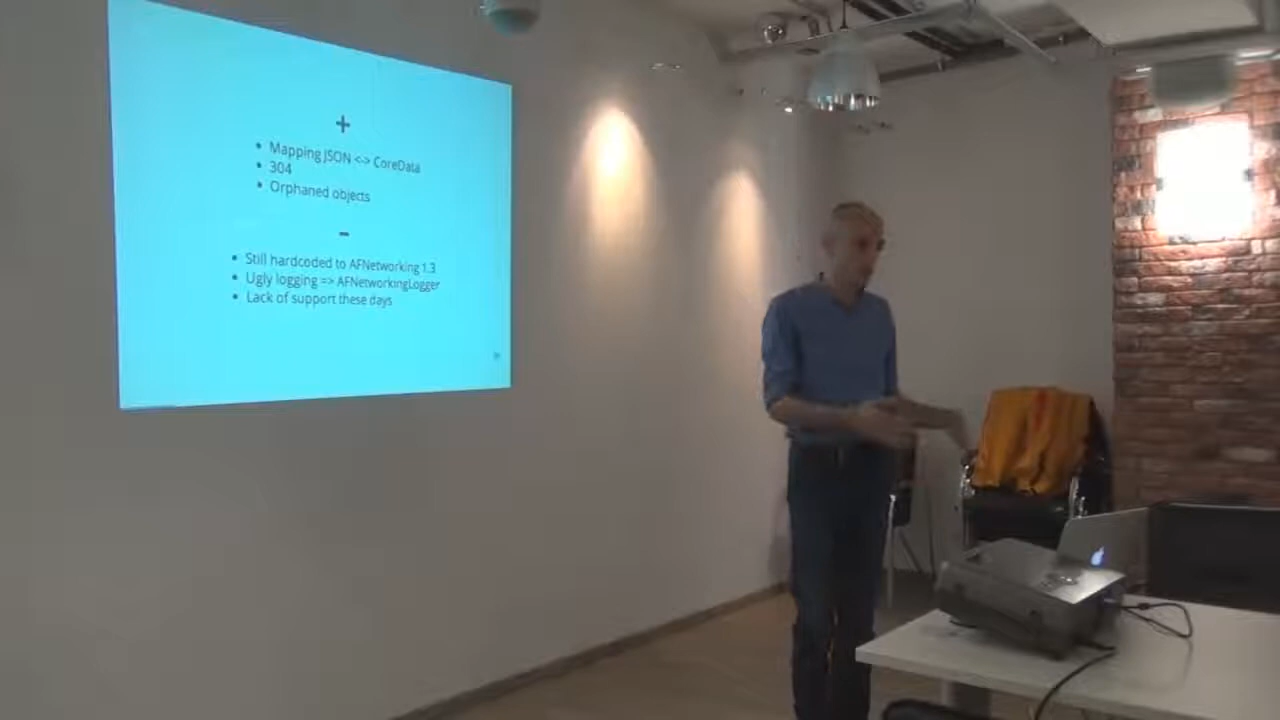 +
• Mapping JSON <-> CoreData
• 304
• Orphaned objects
-
• Still hardcoded to AFNetworking 1.3
• Ugly logging => AFNetworkingLogger
• Lack of support these days